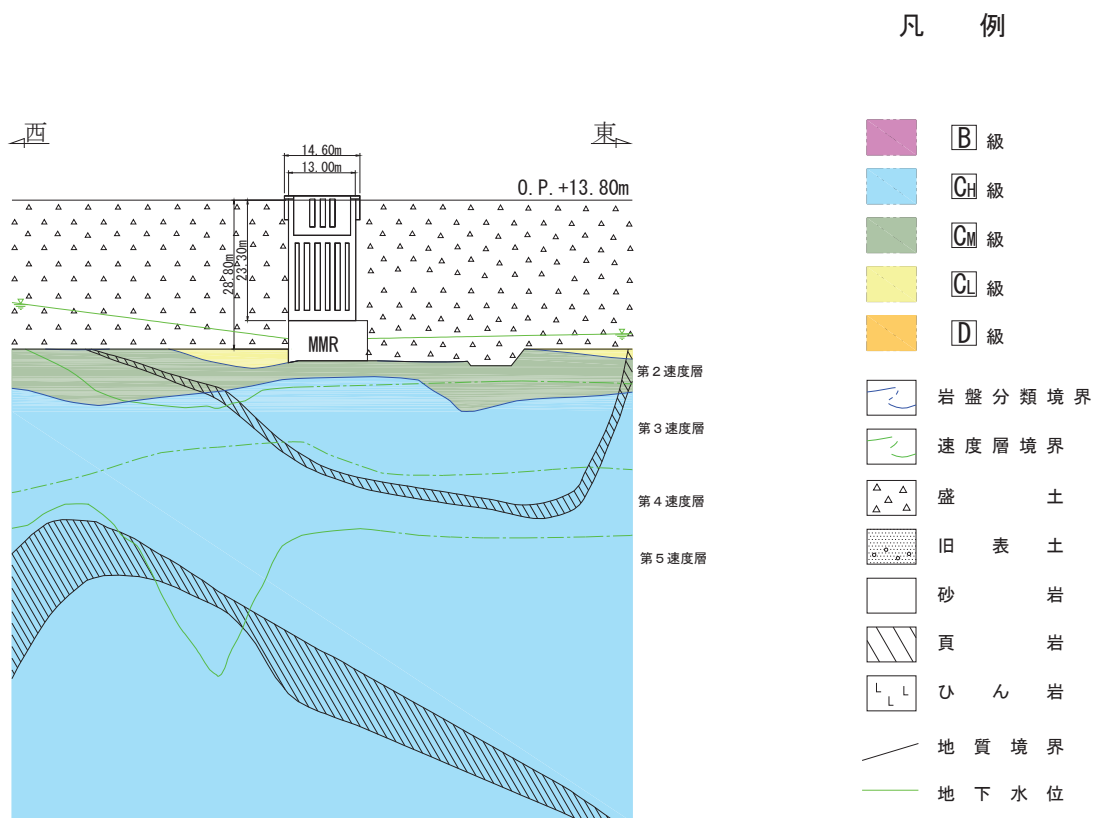 凡 例
西
東
14.60m
13.00m
O.P.+13.80m
28.80m
23.30m
MMR
第2速度層
第3速度層
第4速度層
第5速度層
B 級
CH 級
CM 級
CL 級
D 級
岩盤分類境界
速度層境界
盛土
旧表土
砂岩
頁岩
ひん岩
地質境界
地下水位